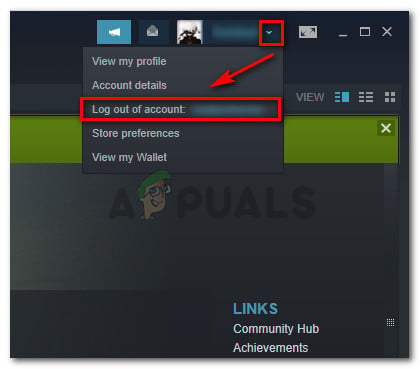 View my profile
Account details
Log out of account:
Store preferences
View my Wallet
VIEW
APPUALS
LINKS
Community Hub
Achievements